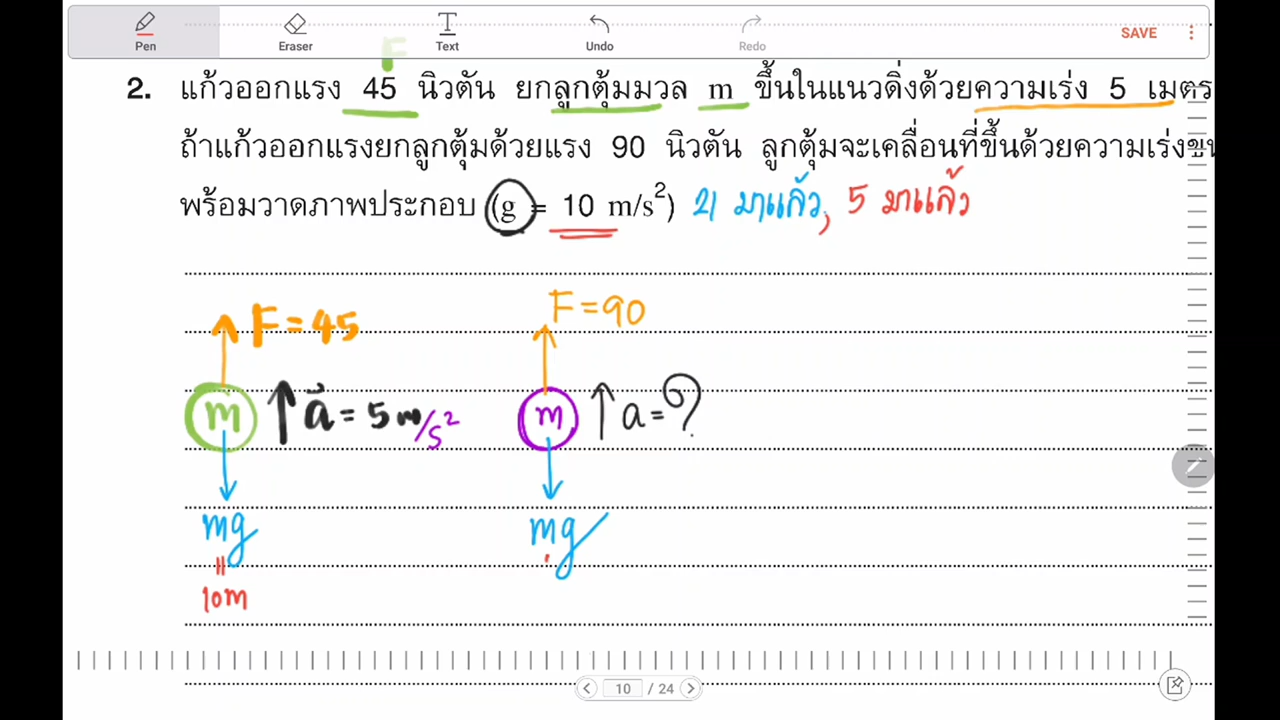 Pen Eraser Text Undo Redo SAVE
F
2. แก้วออกแรง 45 นิวตัน ยกลูกตุ้มมวล m ขึ้นในแนวดิ่งด้วยความเร่ง 5 เมตร
ถ้าแก้วออกแรงยกลูกตุ้มด้วยแรง 90 นิวตัน ลูกตุ้มจะเคลื่อนที่ขึ้นด้วยความเร่ง
พร้อมวาดภาพประกอบ (g = 10 m/s²) 21 มาแล้ว, 5 มาแล้ว
F = 45 F = 90
m a = 5 m/s² m a = ?
mg mg
10m
10 / 24